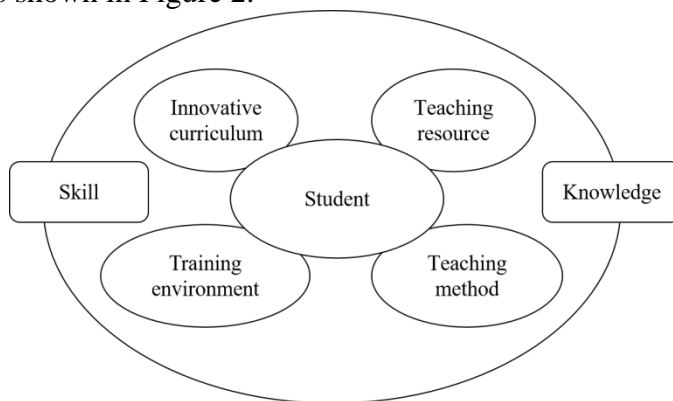 shown in Figure 2.
Innovative
curriculum
Teaching
resource
Skill
Student
Knowledge
Training
environment
Teaching
method